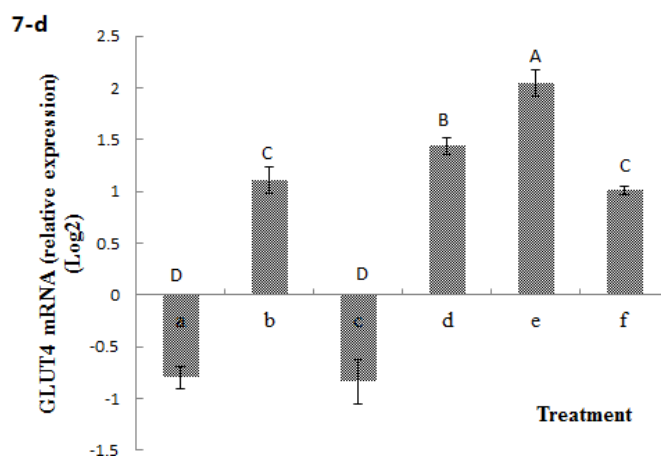 7-d
GLUT4 mRNA (relative expression)
(Log2)
2.5
2
1.5
1
0.5
0
-0.5
-1
-1.5
D
C
D
B
A
C
a
b
c
d
e
f
Treatment